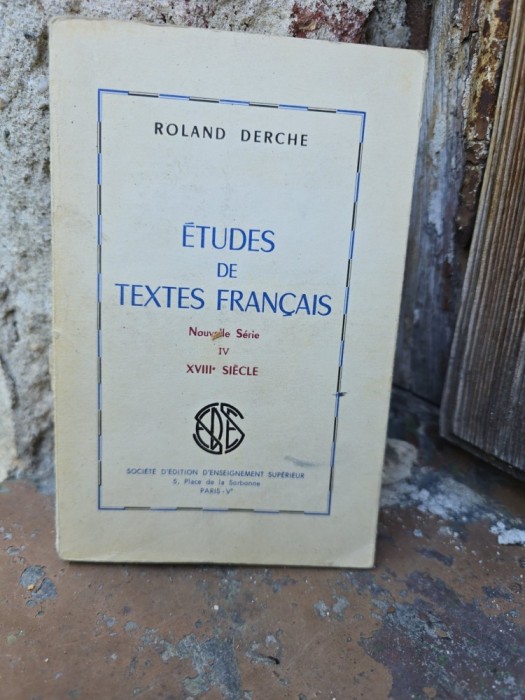 ROLAND DERCHE
ÉTUDES
DE
TEXTES FRANÇAIS
Nouvelle Série
IV
XVIIIe SIÈCLE
SEDES
SOCIÉTÉ D'ÉDITION D'ENSEIGNEMENT SUPÉRIEUR
5, Place de la Sorbonne
PARIS-Ve